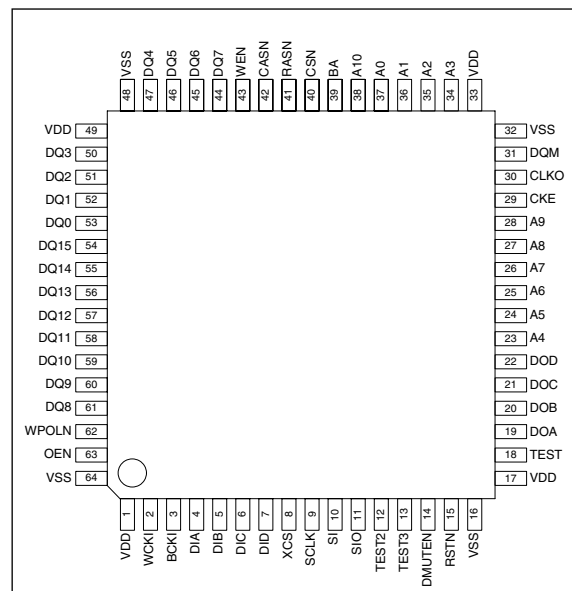 VSS DQ4 DQ5 DQ6 DQ7 WEN CASN RASN CSN BA A10 A0 A1 A2 A3 VDD
48 47 46 45 44 43 42 41 40 39 38 37 36 35 34 33
VDD 49
DQ3 50
DQ2 51
DQ1 52
DQ0 53
DQ15 54
DQ14 55
DQ13 56
DQ12 57
DQ11 58
DQ10 59
DQ9 60
DQ8 61
WPOLN 62
OEN 63
VSS 64
32 VSS
31 DQM
30 CLKO
29 CKE
28 A9
27 A8
26 A7
25 A6
24 A5
23 A4
22 DOD
21 DOC
20 DOB
19 DOA
18 TEST
17 VDD
1 2 3 4 5 6 7 8 9 10 11 12 13 14 15 16
VDD WCKI BCKI DIA DIB DIC DID XCS SCLK SI SIO TEST2 TEST3 DMUTEN RSTN VSS